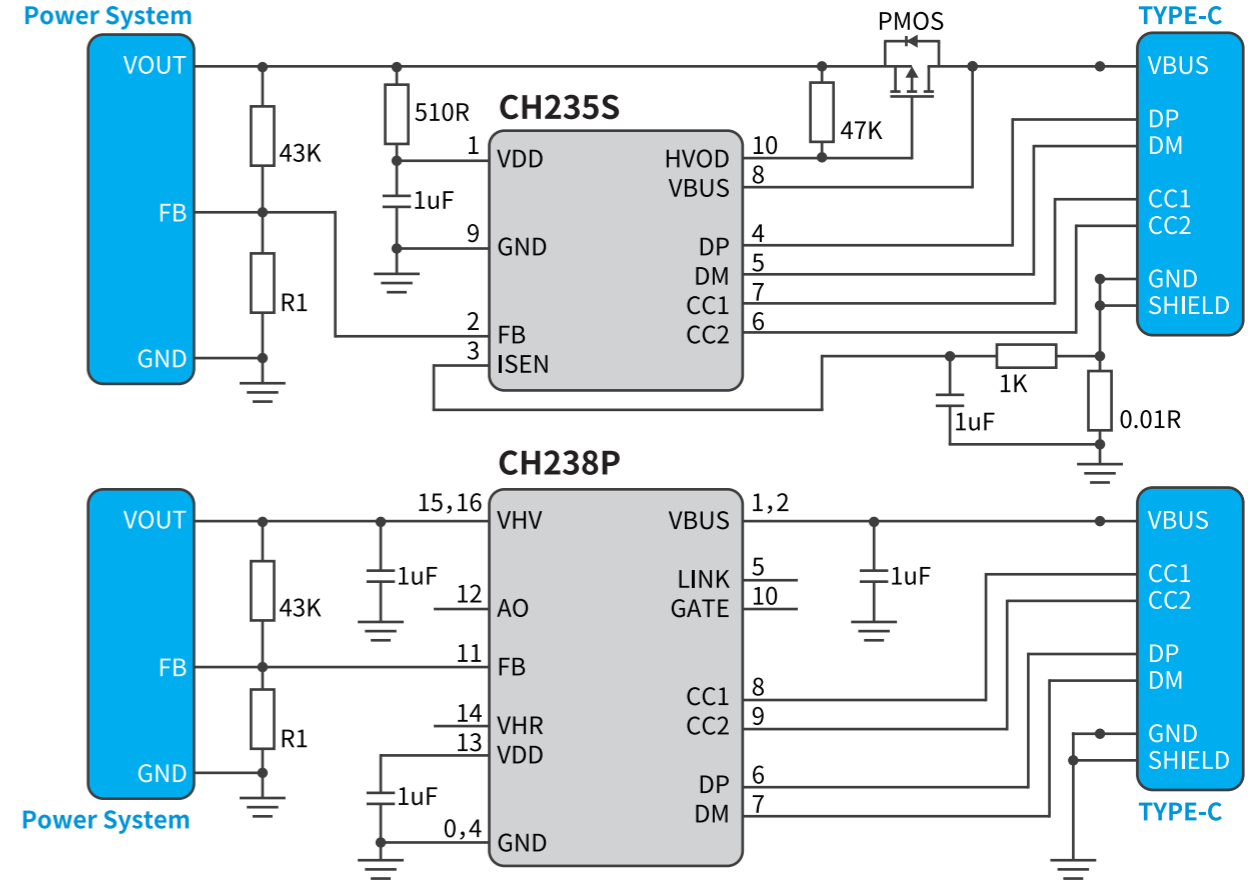 Power System
TYPE-C
PMOS
VOUT
VBUS
510R
CH235S
47K
DP
DM
43K
1
VDD
HVOD
10
VBUS
8
1uF
CC1
CC2
FB
9
GND
DP
4
DM
5
CC1
7
CC2
6
GND
SHIELD
R1
2
FB
3
ISEN
GND
1K
1uF
0.01R
CH238P
VOUT
15,16
VHV
VBUS
1,2
VBUS
1uF
LINK
5
1uF
CC1
CC2
43K
12
AO
GATE
10
FB
11
FB
DP
DM
CC1
8
CC2
9
R1
14
VHR
13
VDD
GND
SHIELD
GND
1uF
DP
6
DM
7
0,4
GND
Power System
TYPE-C